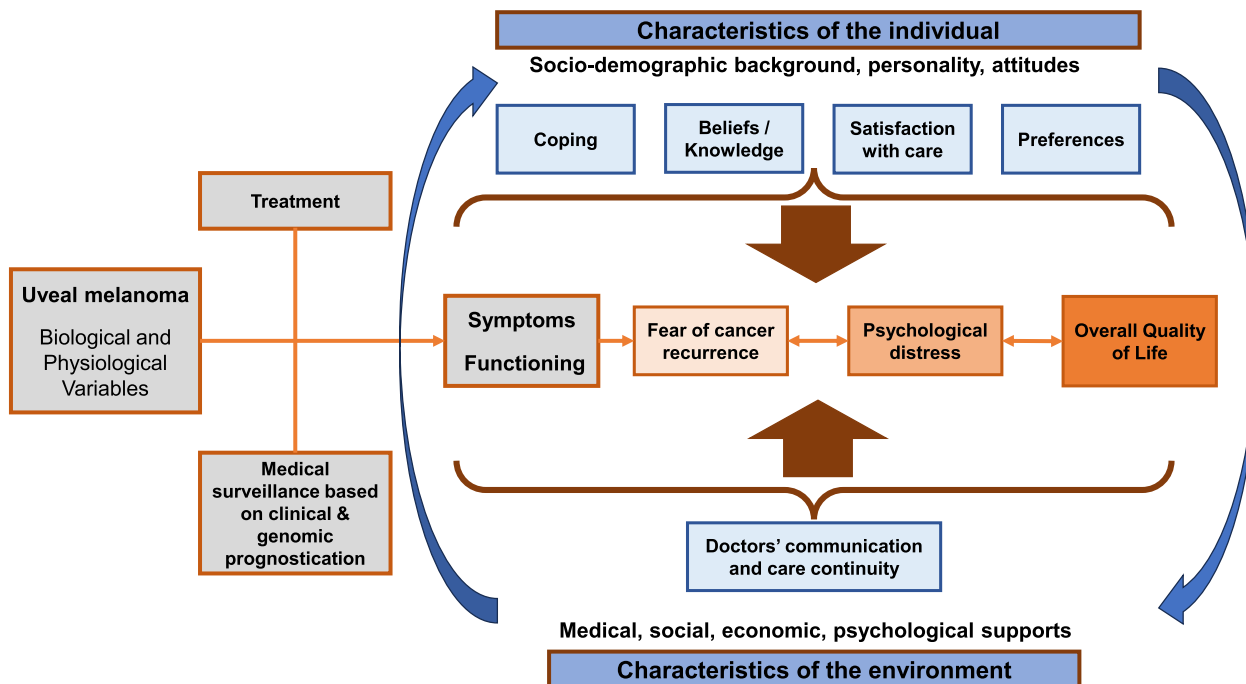 Characteristics of the individual
Socio-demographic background, personality, attitudes
Coping
Beliefs /
Knowledge
Satisfaction
with care
Preferences
Treatment
Uveal melanoma
Biological and
Physiological
Variables
Symptoms
Functioning
Fear of cancer
recurrence
Psychological
distress
Overall Quality
of Life
Medical
surveillance based
on clinical &
genomic
prognostication
Doctors’ communication
and care continuity
Medical, social, economic, psychological supports
Characteristics of the environment